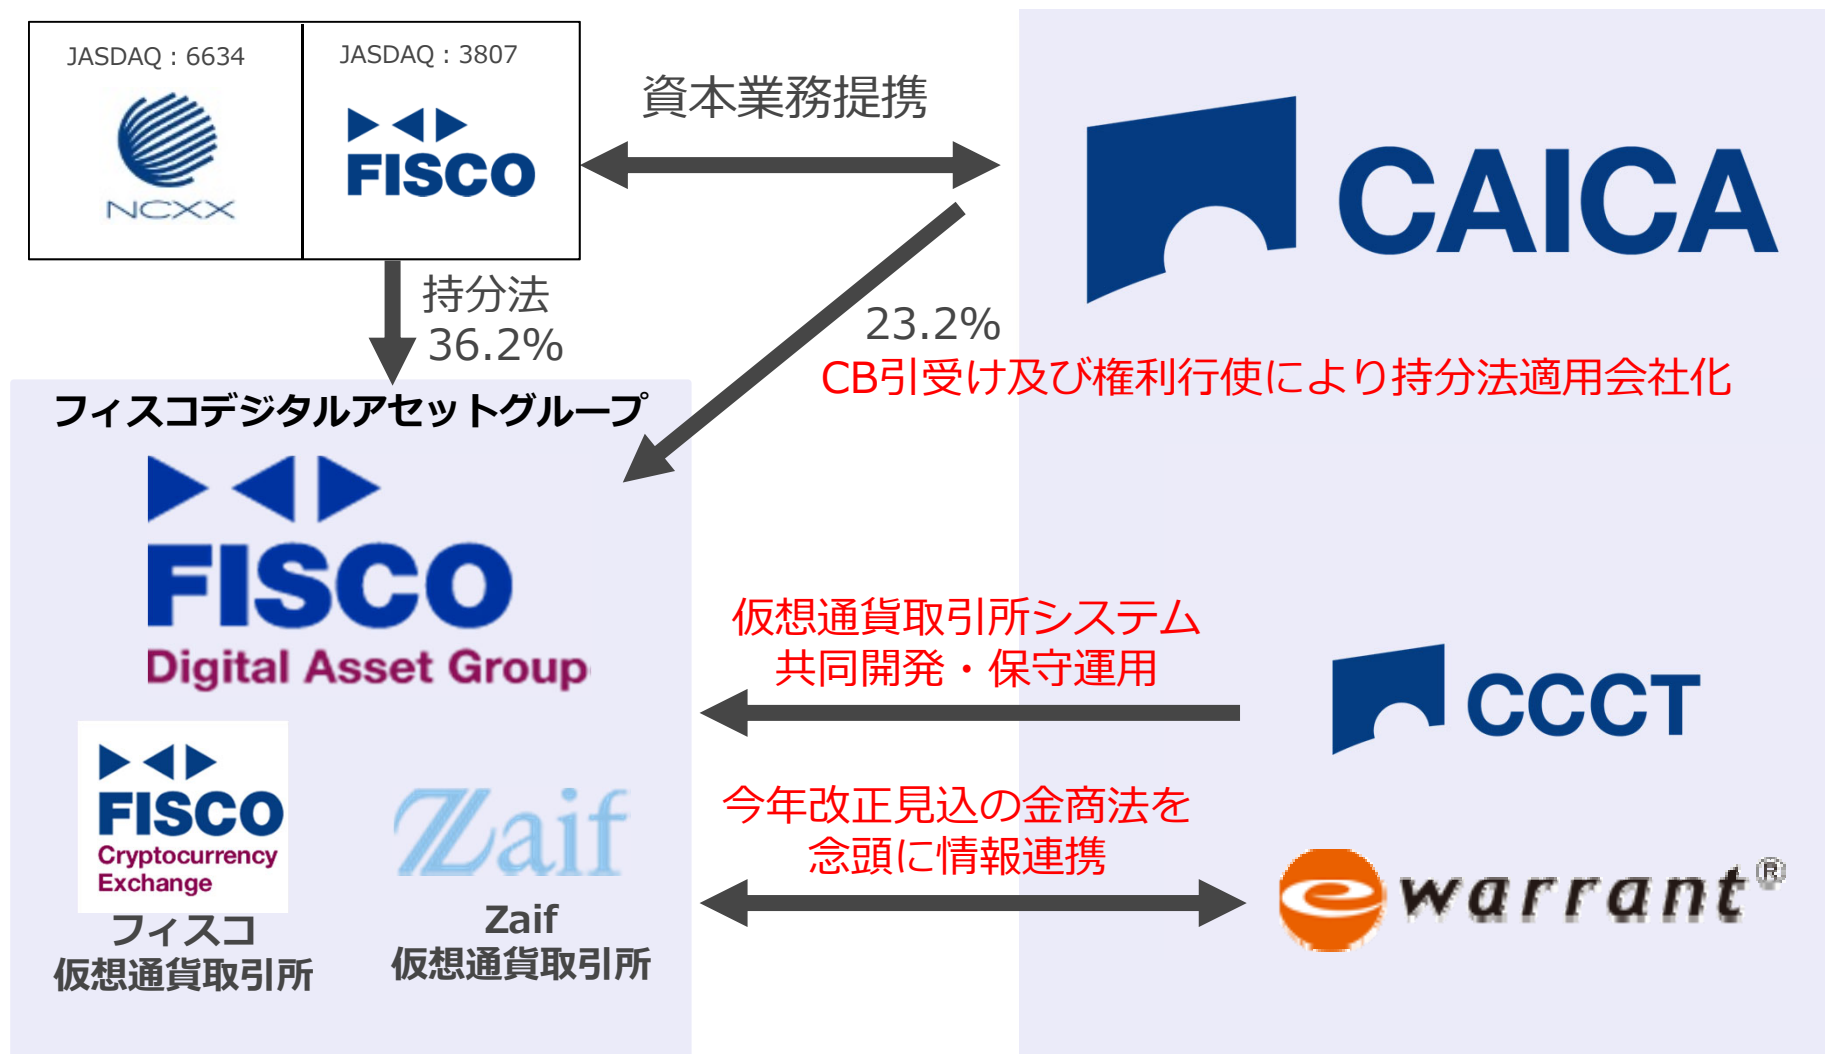 JASDAQ:6634
NCXX
JASDAQ:3807
FISCO
資本業務提携
CAICA
持分法
36.2%
23.2%
CB引受け及び権利行使により持分法適用会社化
フィスコデジタルアセットグループ
FISCO
Digital Asset Group
仮想通貨取引所システム
共同開発・保守運用
CCCT
FISCO
Cryptocurrency
Exchange
フィスコ
仮想通貨取引所
Zaif
Zaif
仮想通貨取引所
今年改正見込の金商法を
念頭に情報連携
e warrant®